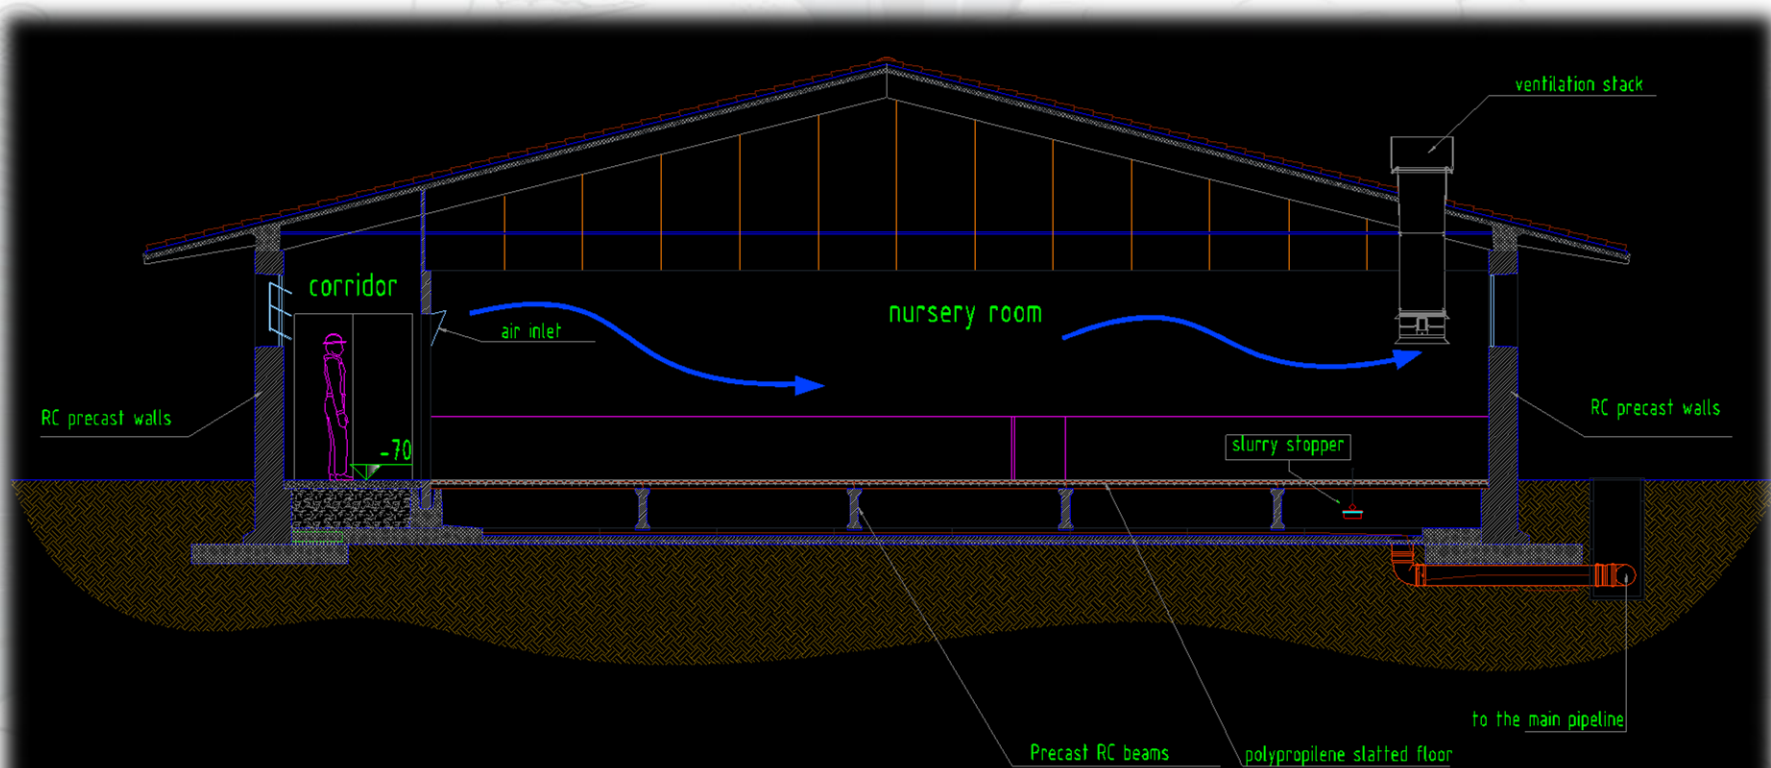 ventilation stack
corridor
nursery room
air inlet
RC precast walls
RC precast walls
slurry stopper
-70
to the main pipeline
Precast RC beams
polypropilene slatted floor